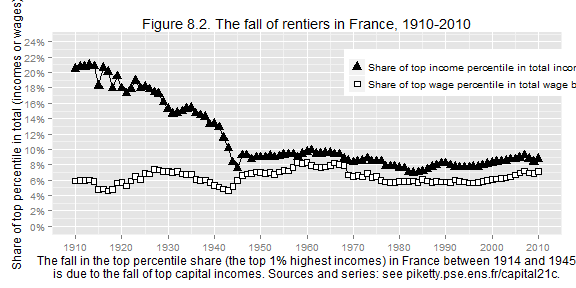 Figure 8.2. The fall of rentiers in France, 1910-2010
Share of top percentile in total (incomes or wages)
24%
22%
20%
18%
16%
14%
12%
10%
8%
6%
4%
2%
0%
Share of top income percentile in total incor
Share of top wage percentile in total wage b
1910 1920 1930 1940 1950 1960 1970 1980 1990 2000 2010
The fall in the top percentile share (the top 1% highest incomes) in France between 1914 and 1945
is due to the fall of top capital incomes. Sources and series: see piketty.pse.ens.fr/capital21c.